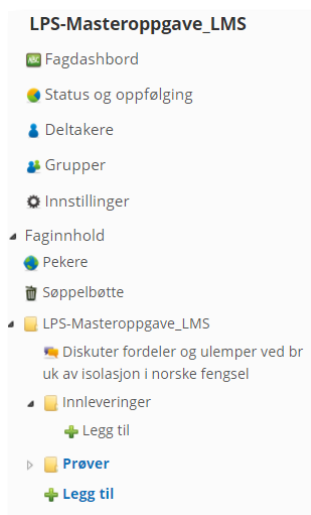 LPS-Masteroppgave_LMS
Fagdashbord
Status og oppfølging
Deltakere
Grupper
Innstillinger
Faginnhold
Pekere
Søppelbøtte
LPS-Masteroppgave_LMS
Diskuter fordeler og ulemper ved br
uk av isolasjon i norske fengsel
Innleveringer
Legg til
Prøver
Legg til